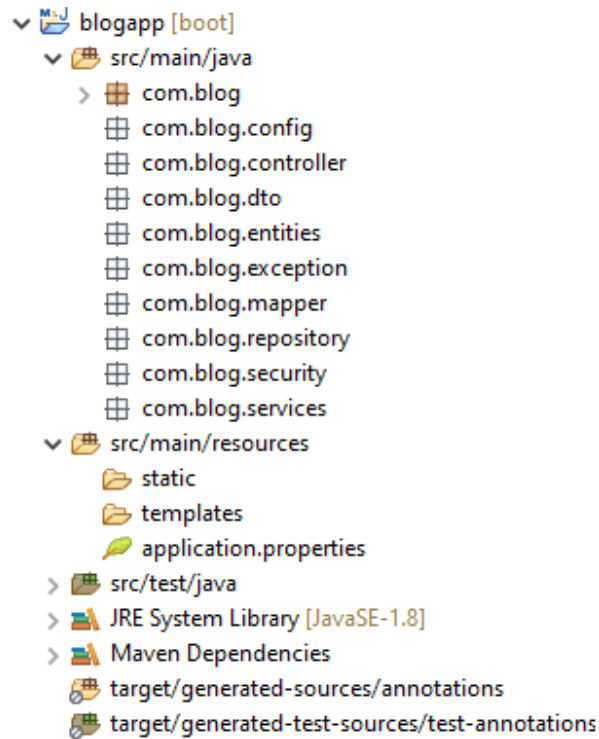 blogapp [boot]
src/main/java
com.blog
com.blog.config
com.blog.controller
com.blog.dto
com.blog.entities
com.blog.exception
com.blog.mapper
com.blog.repository
com.blog.security
com.blog.services
src/main/resources
static
templates
application.properties
src/test/java
JRE System Library [JavaSE-1.8]
Maven Dependencies
target/generated-sources/annotations
target/generated-test-sources/test-annotations